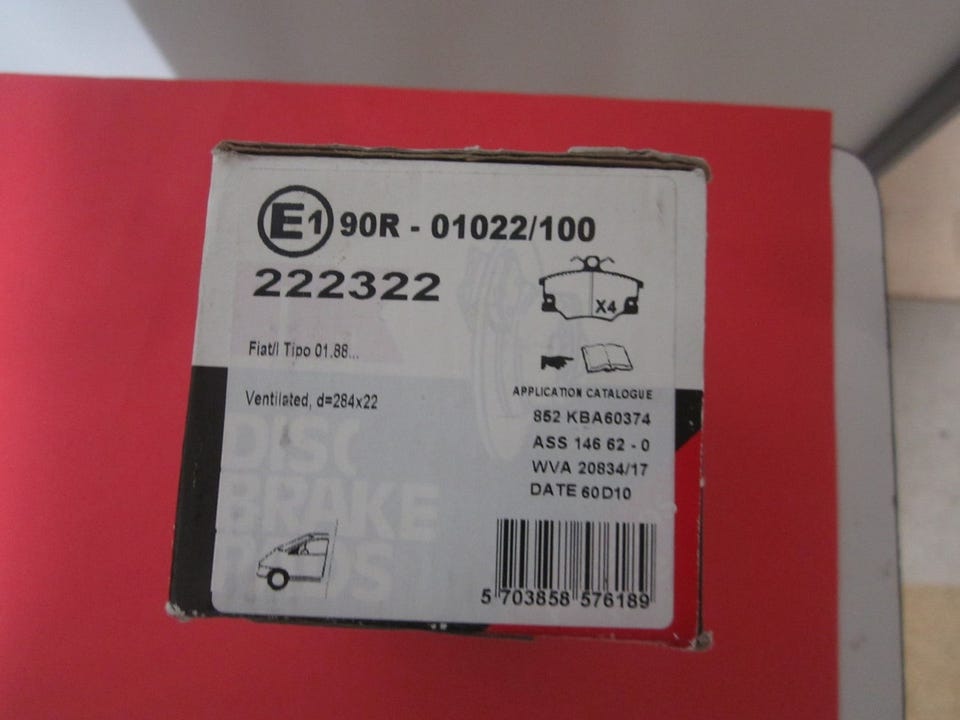 E1 90R - 01022/100
222322
X4
Fiat/l Tipo 01.88...
Ventilated, d=284x22
APPLICATION CATALOGUE
852 KBA60374
ASS 146 62 - 0
WVA 20834/17
DATE 60D10
DISC
BRAKE
PADS
5 703858 576189